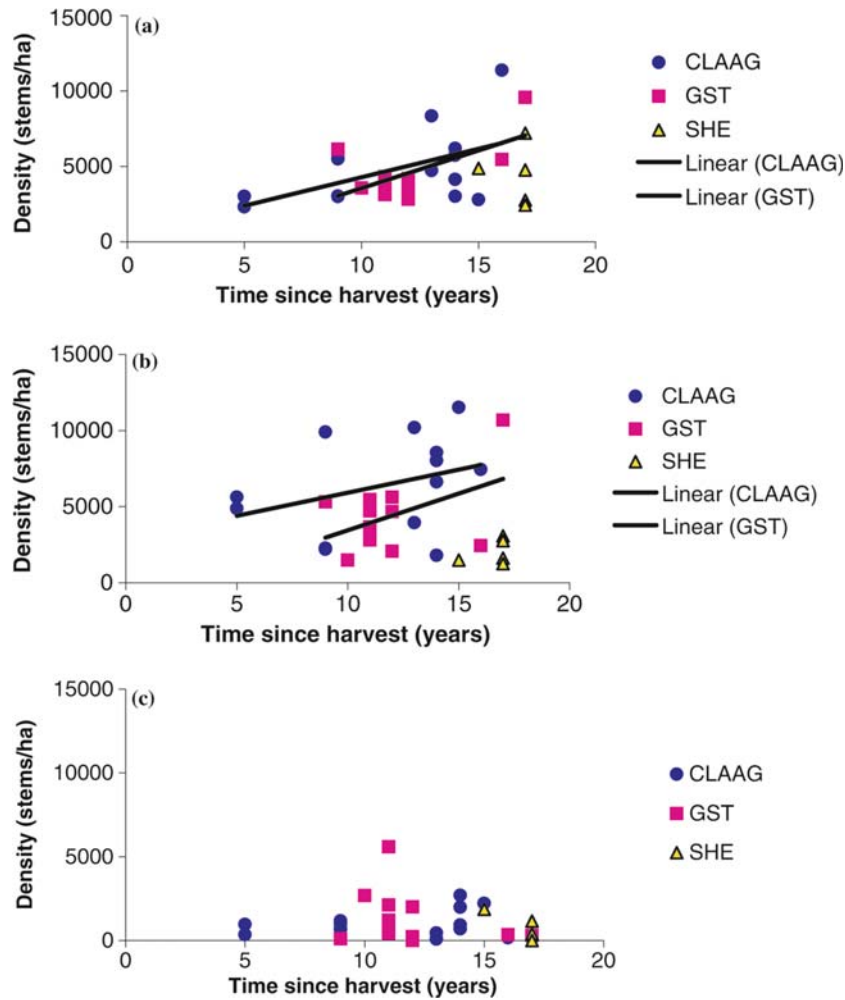 (a)
15000
10000
5000
0
Density (stems/ha)
0 5 10 15 20
Time since harvest (years)
CLAAG
GST
SHE
Linear (CLAAG)
Linear (GST)
(b)
15000
10000
5000
0
Density (stems/ha)
0 5 10 15 20
Time since harvest (years)
CLAAG
GST
SHE
Linear (CLAAG)
Linear (GST)
(c)
15000
10000
5000
0
Density (stems/ha)
0 5 10 15 20
Time since harvest (years)
CLAAG
GST
SHE